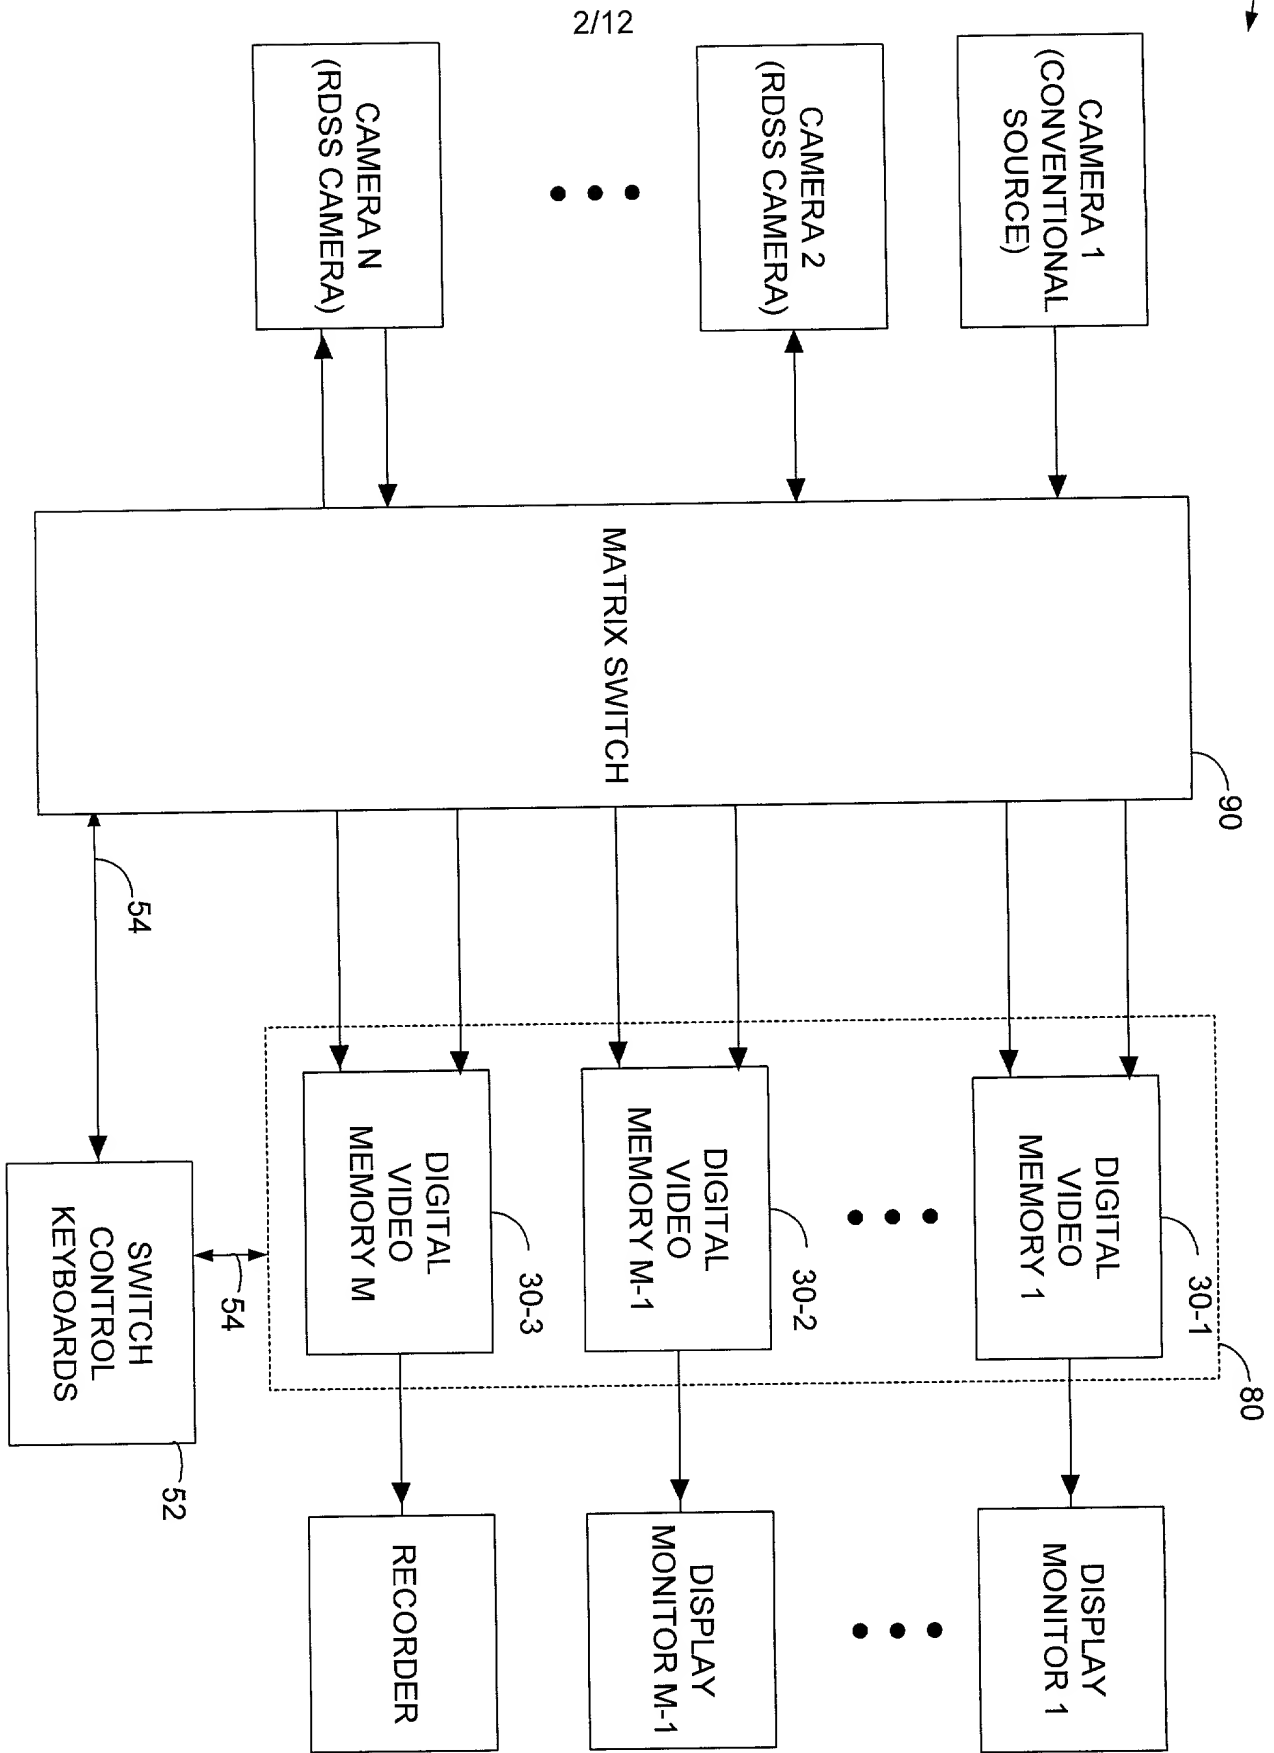 2/12
CAMERA 1
(CONVENTIONAL
SOURCE)
CAMERA 2
(RDSS CAMERA)
CAMERA N
(RDSS CAMERA)
MATRIX SWITCH
90
54
DIGITAL
VIDEO
MEMORY 1
30-1
DIGITAL
VIDEO
MEMORY M-1
30-2
DIGITAL
VIDEO
MEMORY M
30-3
80
54
SWITCH
CONTROL
KEYBOARDS
52
DISPLAY
MONITOR 1
DISPLAY
MONITOR M-1
RECORDER